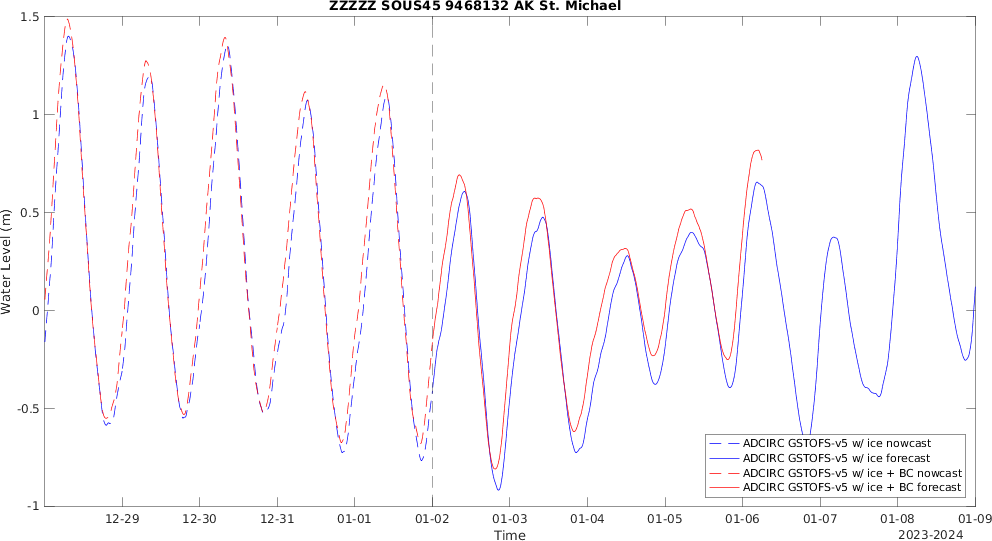 ZZZZZ SOUS45 9468132 AK St. Michael
1.5
1
0.5
0
-0.5
-1
Water Level (m)
12-29 12-30 12-31 01-01 01-02 01-03 01-04 01-05 01-06 01-07 01-08 01-09
Time
2023-2024
ADCIRC GSTOFS-v5 w/ ice nowcast
ADCIRC GSTOFS-v5 w/ ice forecast
ADCIRC GSTOFS-v5 w/ ice + BC nowcast
ADCIRC GSTOFS-v5 w/ ice + BC forecast